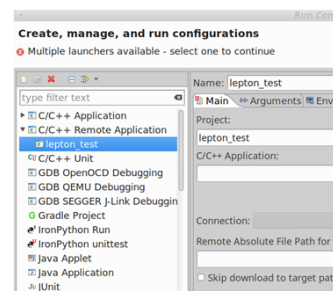 Run Con
Create, manage, and run configurations
Multiple launchers available - select one to continue
type filter text
C/C++ Application
C/C++ Remote Application
lepton_test
C/C++ Unit
GDB OpenOCD Debugging
GDB QEMU Debugging
GDB SEGGER J-Link Debuggin
Gradle Project
IronPython Run
IronPython unittest
Java Applet
Java Application
JUnit
Name: lepton_test
Main Arguments Env
Project:
lepton_test
C/C++ Application:
Connection:
Remote Absolute File Path for
Skip download to target pat